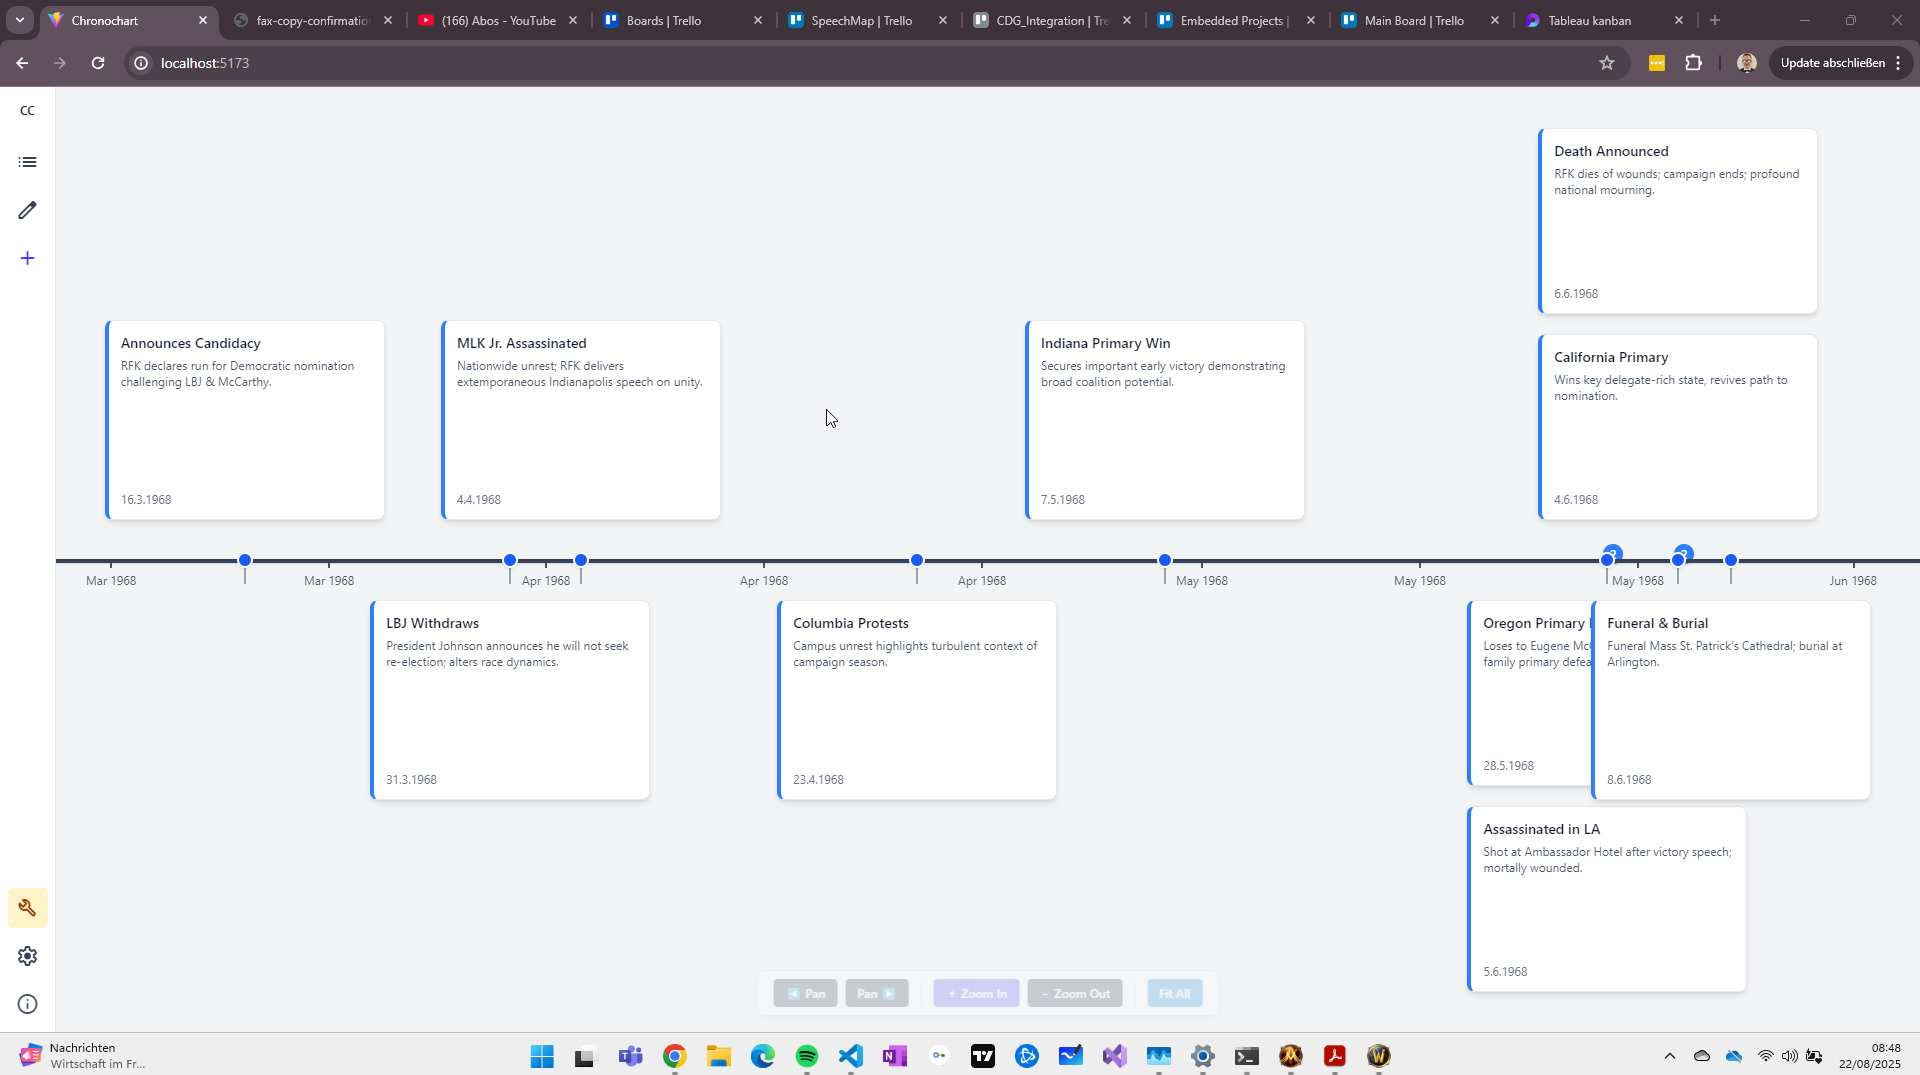 Chronochart
fax-copy-confirmatio
(166) Abos - YouTube
Boards | Trello
SpeechMap | Trello
CDG_Integration | Tre
Embedded Projects |
Main Board | Trello
Tableau kanban
localhost:5173
Update abschließen
CC
Death Announced
RFK dies of wounds; campaign ends; profound
national mourning.
6.6.1968
Announces Candidacy
RFK declares run for Democratic nomination
challenging LBJ & McCarthy.
16.3.1968
MLK Jr. Assassinated
Nationwide unrest; RFK delivers
extemporaneous Indianapolis speech on unity.
4.4.1968
Indiana Primary Win
Secures important early victory demonstrating
broad coalition potential.
7.5.1968
California Primary
Wins key delegate-rich state, revives path to
nomination.
4.6.1968
Mar 1968
Mar 1968
Apr 1968
Apr 1968
Apr 1968
May 1968
May 1968
May 1968
Jun 1968
LBJ Withdraws
President Johnson announces he will not seek
re-election; alters race dynamics.
31.3.1968
Columbia Protests
Campus unrest highlights turbulent context of
campaign season.
23.4.1968
Oregon Primary
Loses to Eugene Mc
family primary defea
28.5.1968
Funeral & Burial
Funeral Mass St. Patrick's Cathedral; burial at
Arlington.
8.6.1968
Assassinated in LA
Shot at Ambassador Hotel after victory speech;
mortally wounded.
5.6.1968
Pan
Pan
+ Zoom In
- Zoom Out
Fit All
Nachrichten
Wirtschaft im Fr...
08:48
22/08/2025